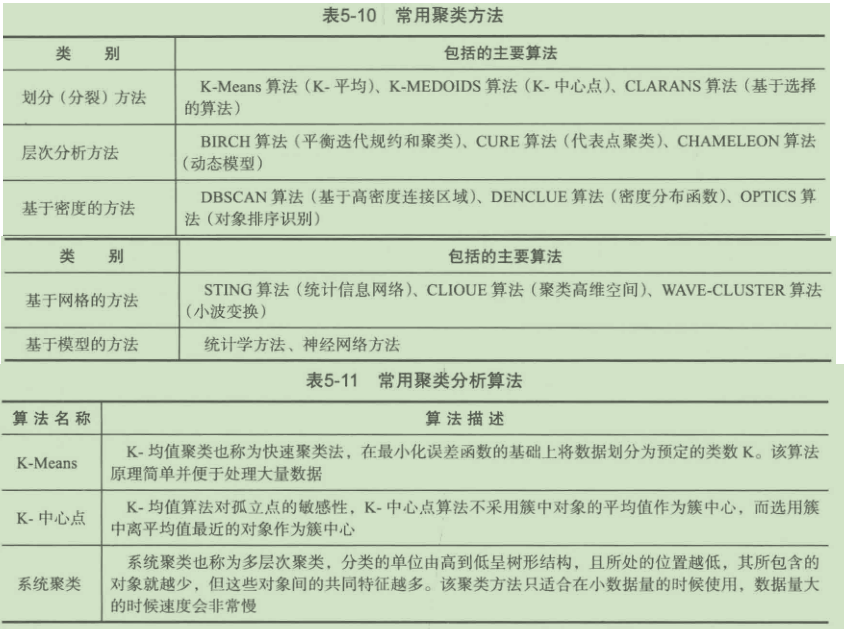 表5-10 常用聚类方法
类 别 包括的主要算法
划分（分裂）方法 K-Means 算法（K- 平均）、K-MEDOIDS 算法（K- 中心点）、CLARANS 算法（基于选择
的算法）
层次分析方法 BIRCH 算法（平衡迭代规约和聚类）、CURE 算法（代表点聚类）、CHAMELEON 算法
（动态模型）
基于密度的方法 DBSCAN 算法（基于高密度连接区域）、DENCLUE 算法（密度分布函数）、OPTICS 算
法（对象排序识别）
类 别 包括的主要算法
基于网格的方法 STING 算法（统计信息网络）、CLIOUE 算法（聚类高维空间）、WAVE-CLUSTER 算法
（小波变换）
基于模型的方法 统计学方法、神经网络方法
表5-11 常用聚类分析算法
算 法 名 称 算 法 描 述
K-Means K- 均值聚类也称为快速聚类法，在最小化误差函数的基础上将数据划分为预定的类数 K。该算法
原理简单并便于处理大量数据
K- 中心点 K- 均值算法对孤立点的敏感性，K- 中心点算法不采用簇中对象的平均值作为簇中心，而选用簇
中离平均值最近的对象作为簇中心
系统聚类 系统聚类也称为多层次聚类，分类的单位由高到低呈树形结构，且所处的位置越低，其所包含的
对象就越少，但这些对象间的共同特征越多。该聚类方法只适合在小数据量的时候使用，数据量大
的时候速度会非常慢